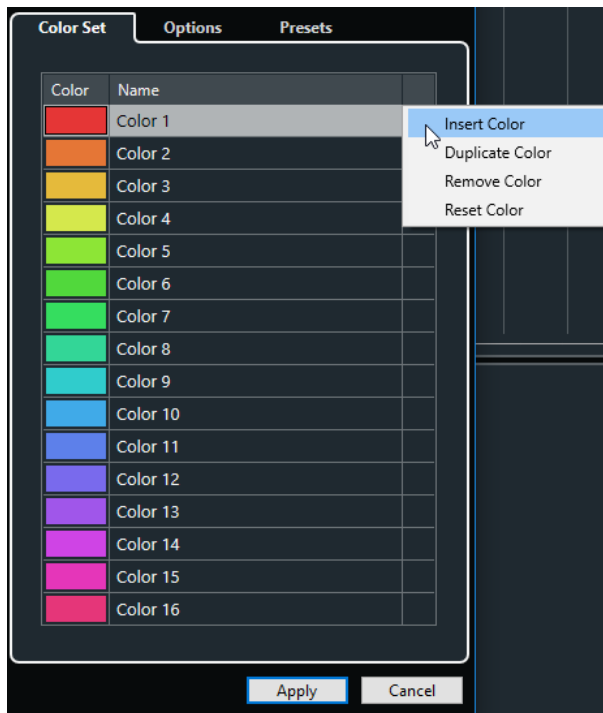 Color Set Options Presets
Color Name
Color 1
Insert Color
Color 2
Duplicate Color
Color 3
Remove Color
Color 4
Reset Color
Color 5
Color 6
Color 7
Color 8
Color 9
Color 10
Color 11
Color 12
Color 13
Color 14
Color 15
Color 16
Apply Cancel